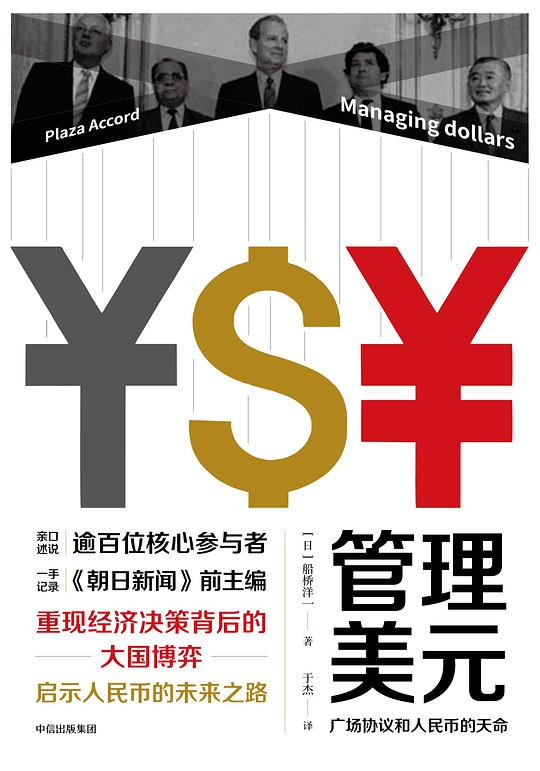 Plaza Accord
Managing dollars
¥$¥
亲口述说
逾百位核心参与者
一手记录
《朝日新闻》前主编
重现经济决策背后的
大国博弈
启示人民币的未来之路
中信出版集团
[日] 船桥洋一 著
于杰 译
管理
美元
广场协议和人民币的天命